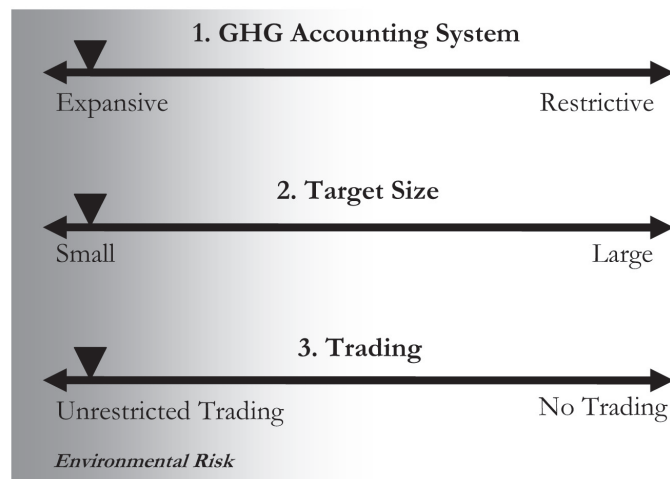 1. GHG Accounting System
Expansive Restrictive
2. Target Size
Small Large
3. Trading
Unrestricted Trading No Trading
Environmental Risk